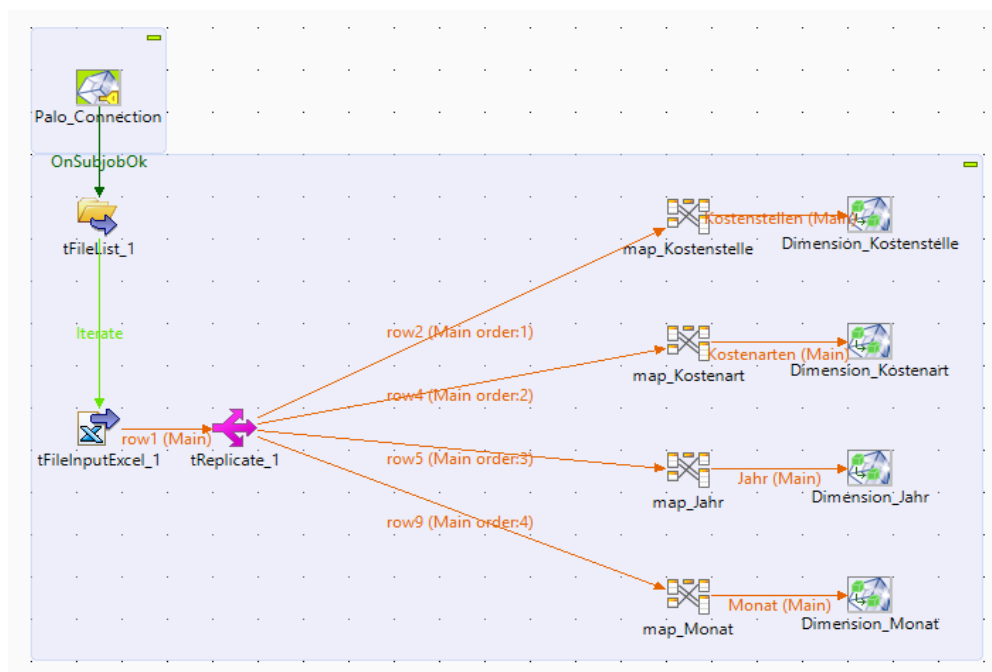 Palo_Connection
OnSubjobOk
tFileList_1
Iterate
tFileInputExcel_1
row1 (Main)
tReplicate_1
row2 (Main order:1)
map_Kostenstelle
Kostenstellen (Main)
Dimension_Kostenstelle
row4 (Main order:2)
map_Kostenart
Kostenarten (Main)
Dimension_Kostenart
row5 (Main order:3)
map_Jahr
Jahr (Main)
Dimension_Jahr
row9 (Main order:4)
map_Monat
Monat (Main)
Dimension_Monat